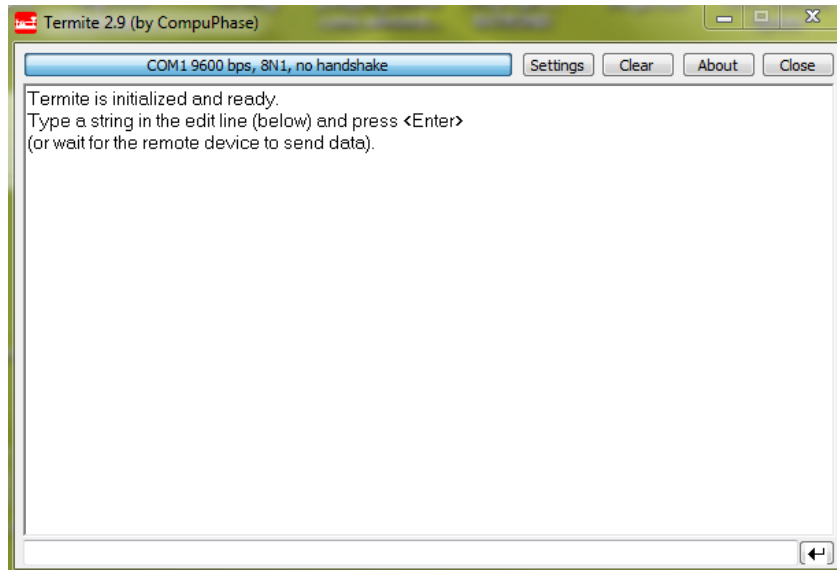 Termite 2.9 (by CompuPhase)
COM1 9600 bps, 8N1, no handshake
Settings
Clear
About
Close
Termite is initialized and ready.
Type a string in the edit line (below) and press <Enter>
(or wait for the remote device to send data).